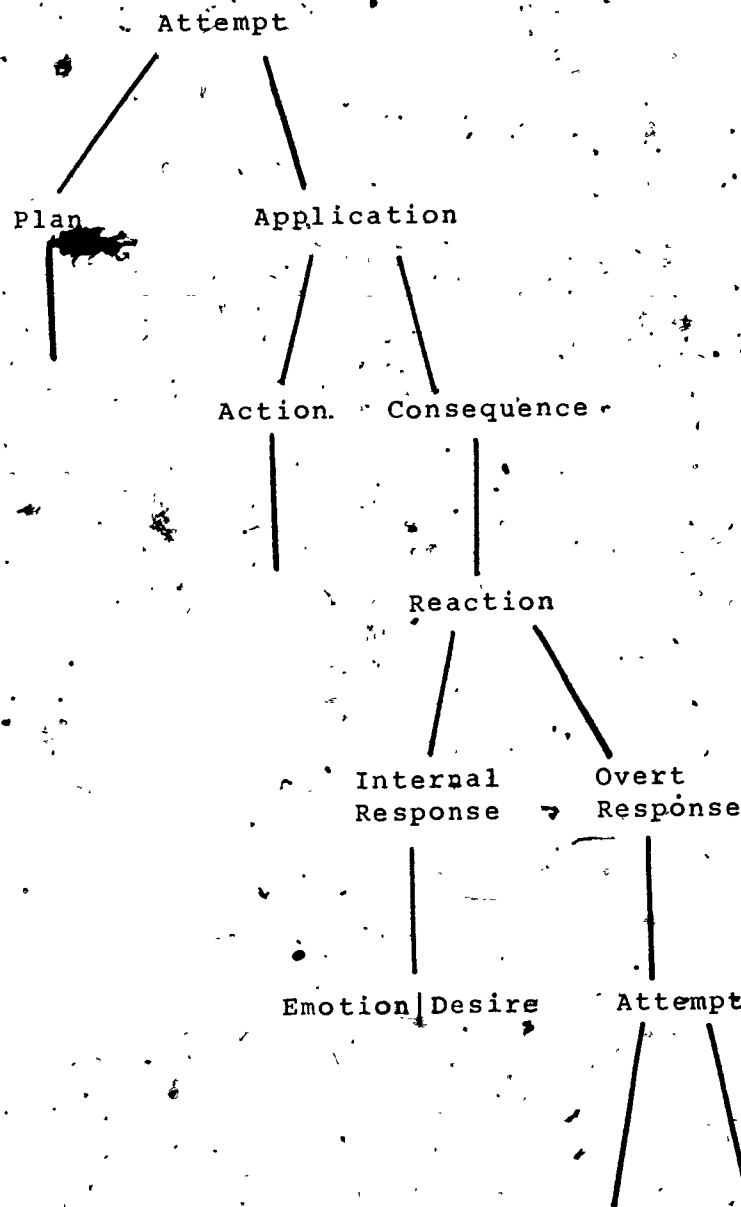 Attempt
Plan Application
Action Consequence
Reaction
Internal Overt
Response Response
Emotion|Desire Attempt